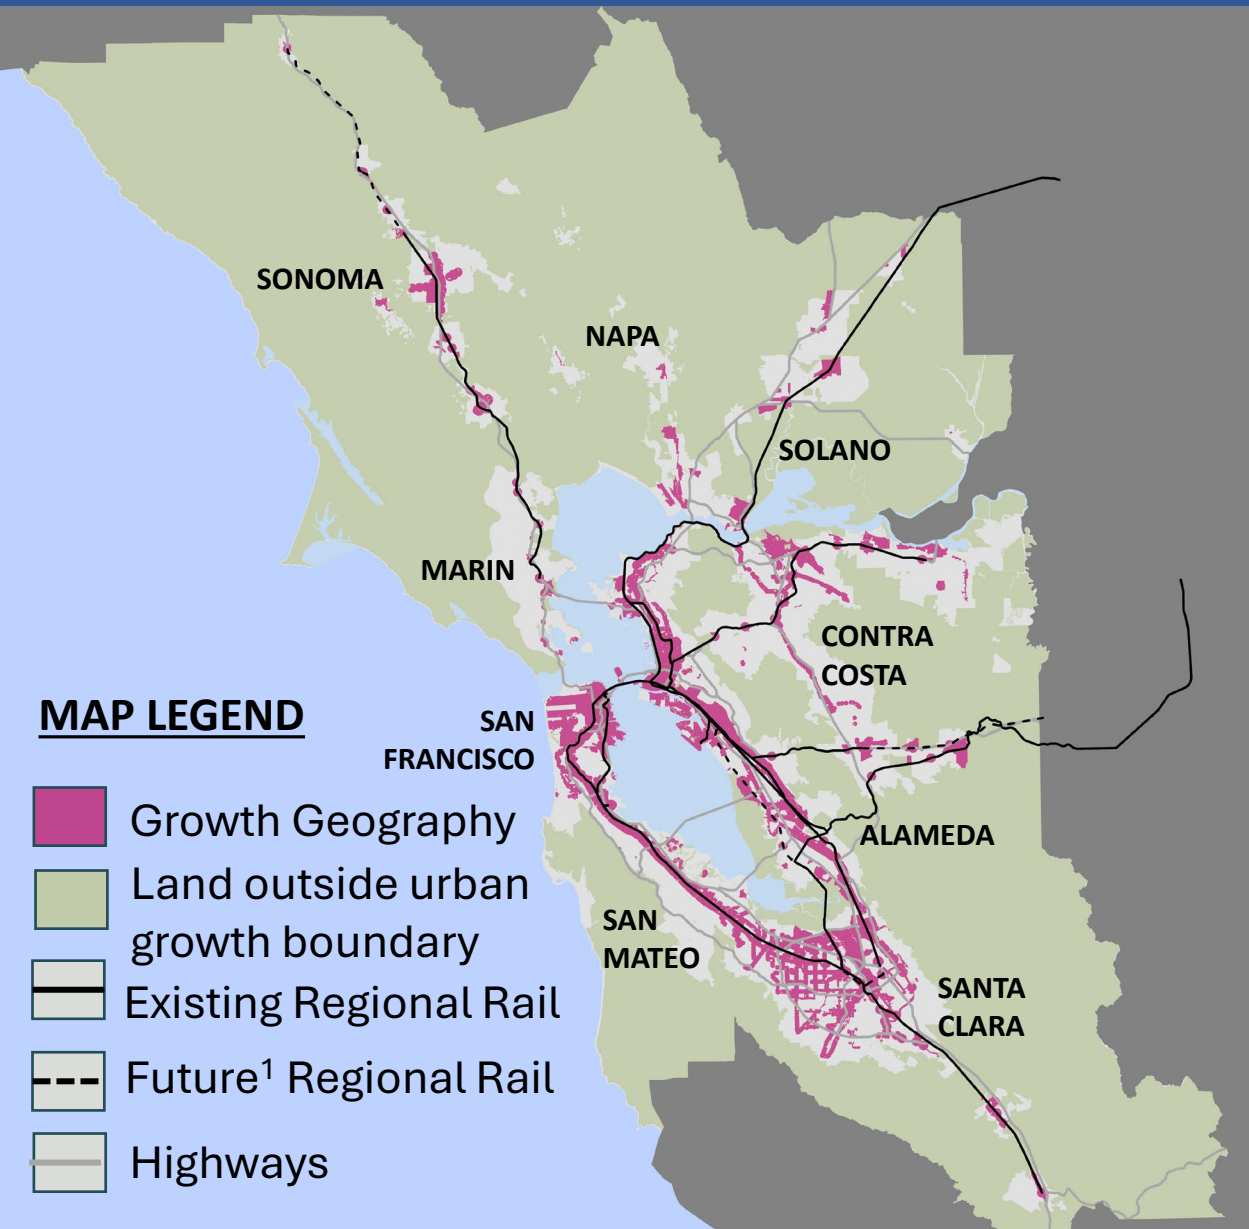 SONOMA
NAPA
SOLANO
MARIN
CONTRA
COSTA
MAP LEGEND
SAN
FRANCISCO
Growth Geography
ALAMEDA
Land outside urban
growth boundary
SAN
MATEO
Existing Regional Rail
SANTA
CLARA
Future¹ Regional Rail
Highways